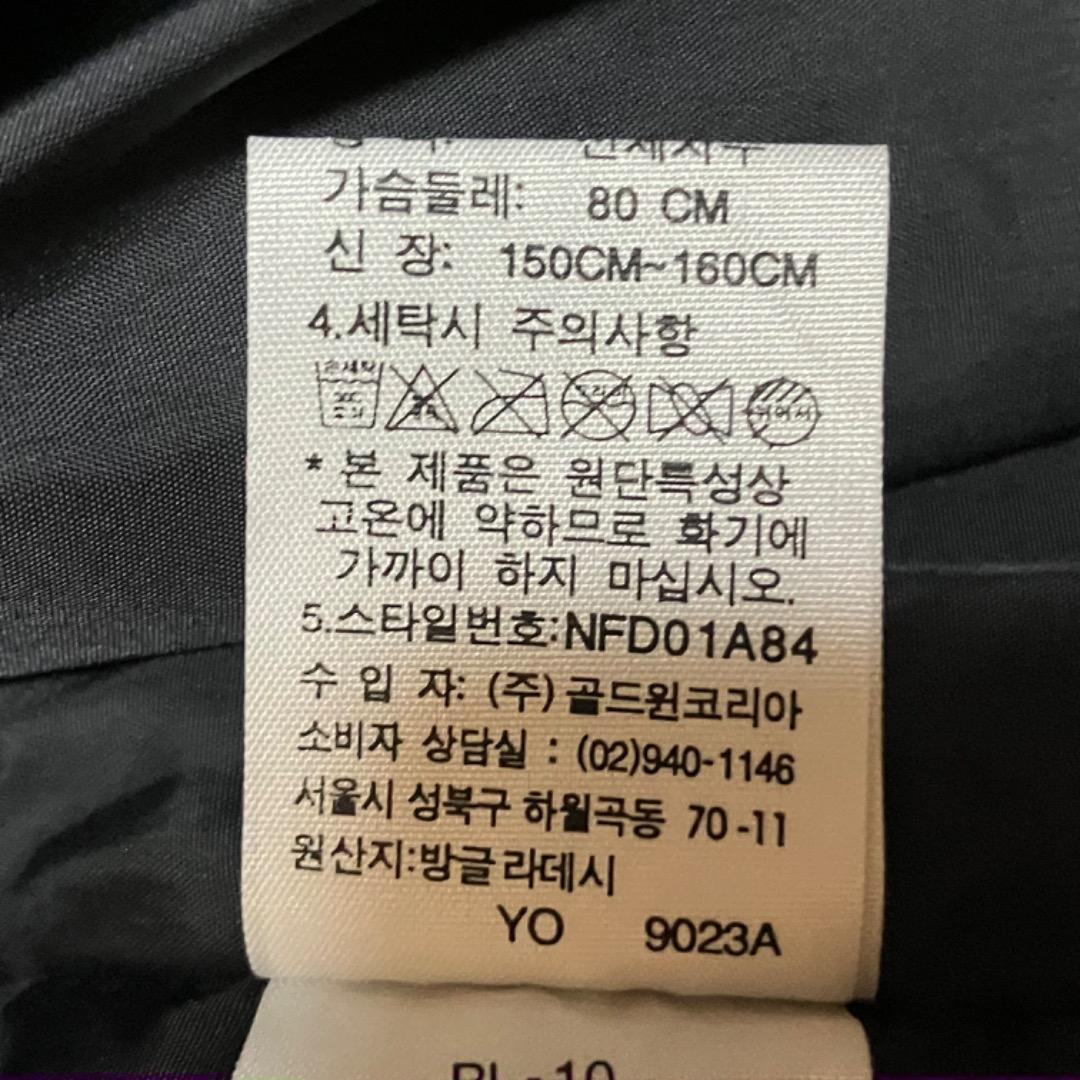 가슴둘레: 80 CM
신 장: 150CM~160CM
4.세탁시 주의사항
손세탁
* 본 제품은 원단특성상
고온에 약하므로 화기에
가까이 하지 마십시오.
5.스타일번호:NFD01A84
수 입 자: (주)골드윈코리아
소비자 상담실 : (02)940-1146
서울시 성북구 하월곡동 70-11
원산지:방글라데시
YO 9023A